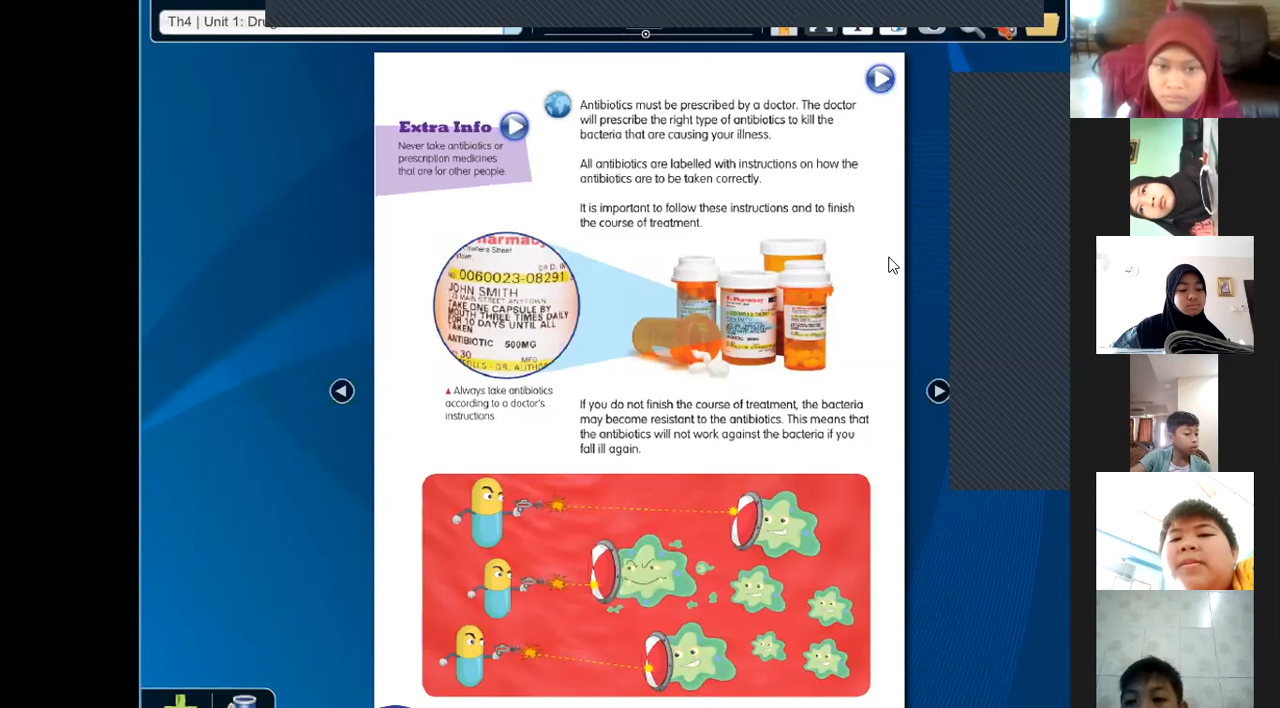 Th4 | Unit 1: Dru
Extra Info
Never take antibiotics or
prescription medicines
that are for other people.
Antibiotics must be prescribed by a doctor. The doctor
will prescribe the right type of antibiotics to kill the
bacteria that are causing your illness.
All antibiotics are labelled with instructions on how the
antibiotics are to be taken correctly.
It is important to follow these instructions and to finish
the course of treatment.
0060023-08291
JOHN SMITH
MAIN STREET ANYTOWN
TAKE ONE CAPSULE BY
MOUTH THREE TIMES DAILY
FOR 10 DAYS UNTIL ALL
TAKEN
ANTIBIOTIC 500MG
30 MFG
Always take antibiotics
according to a doctor's
instructions.
If you do not finish the course of treatment, the bacteria
may become resistant to the antibiotics. This means that
the antibiotics will not work against the bacteria if you
fall ill again.